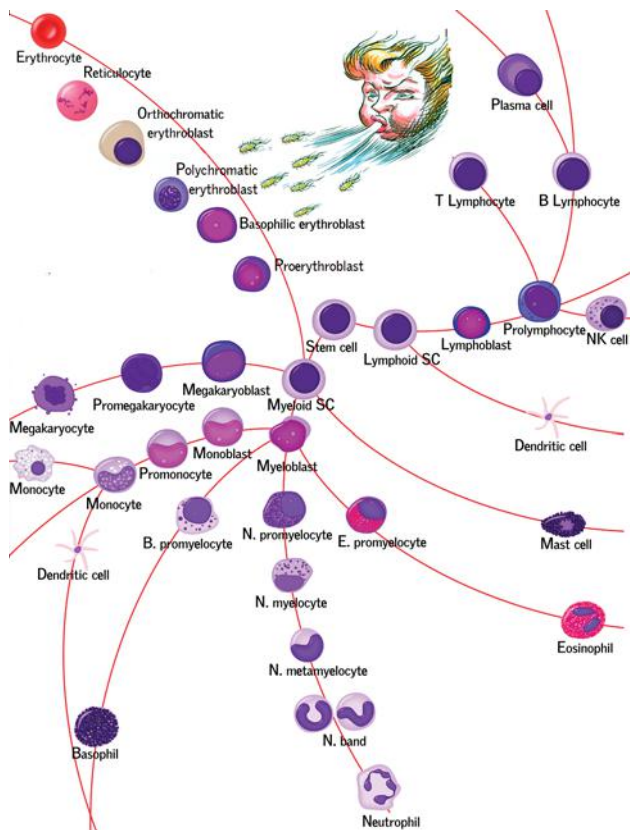 Erythrocyte
Reticulocyte
Orthochromatic
erythroblast
Polychromatic
erythroblast
Basophilic erythroblast
Proerythroblast
Plasma cell
T Lymphocyte
B Lymphocyte
Stem cell
Lymphoid SC
Lymphoblast
Prolymphocyte
NK cell
Megakaryocyte
Promegakaryocyte
Megakaryoblast
Myeloid SC
Dendritic cell
Monocyte
Monocyte
Promonocyte
Monoblast
Myeloblast
Dendritic cell
B. promyelocyte
N. promyelocyte
E. promyelocyte
Mast cell
N. myelocyte
Eosinophil
N. metamyelocyte
Basophil
N. band
Neutrophil